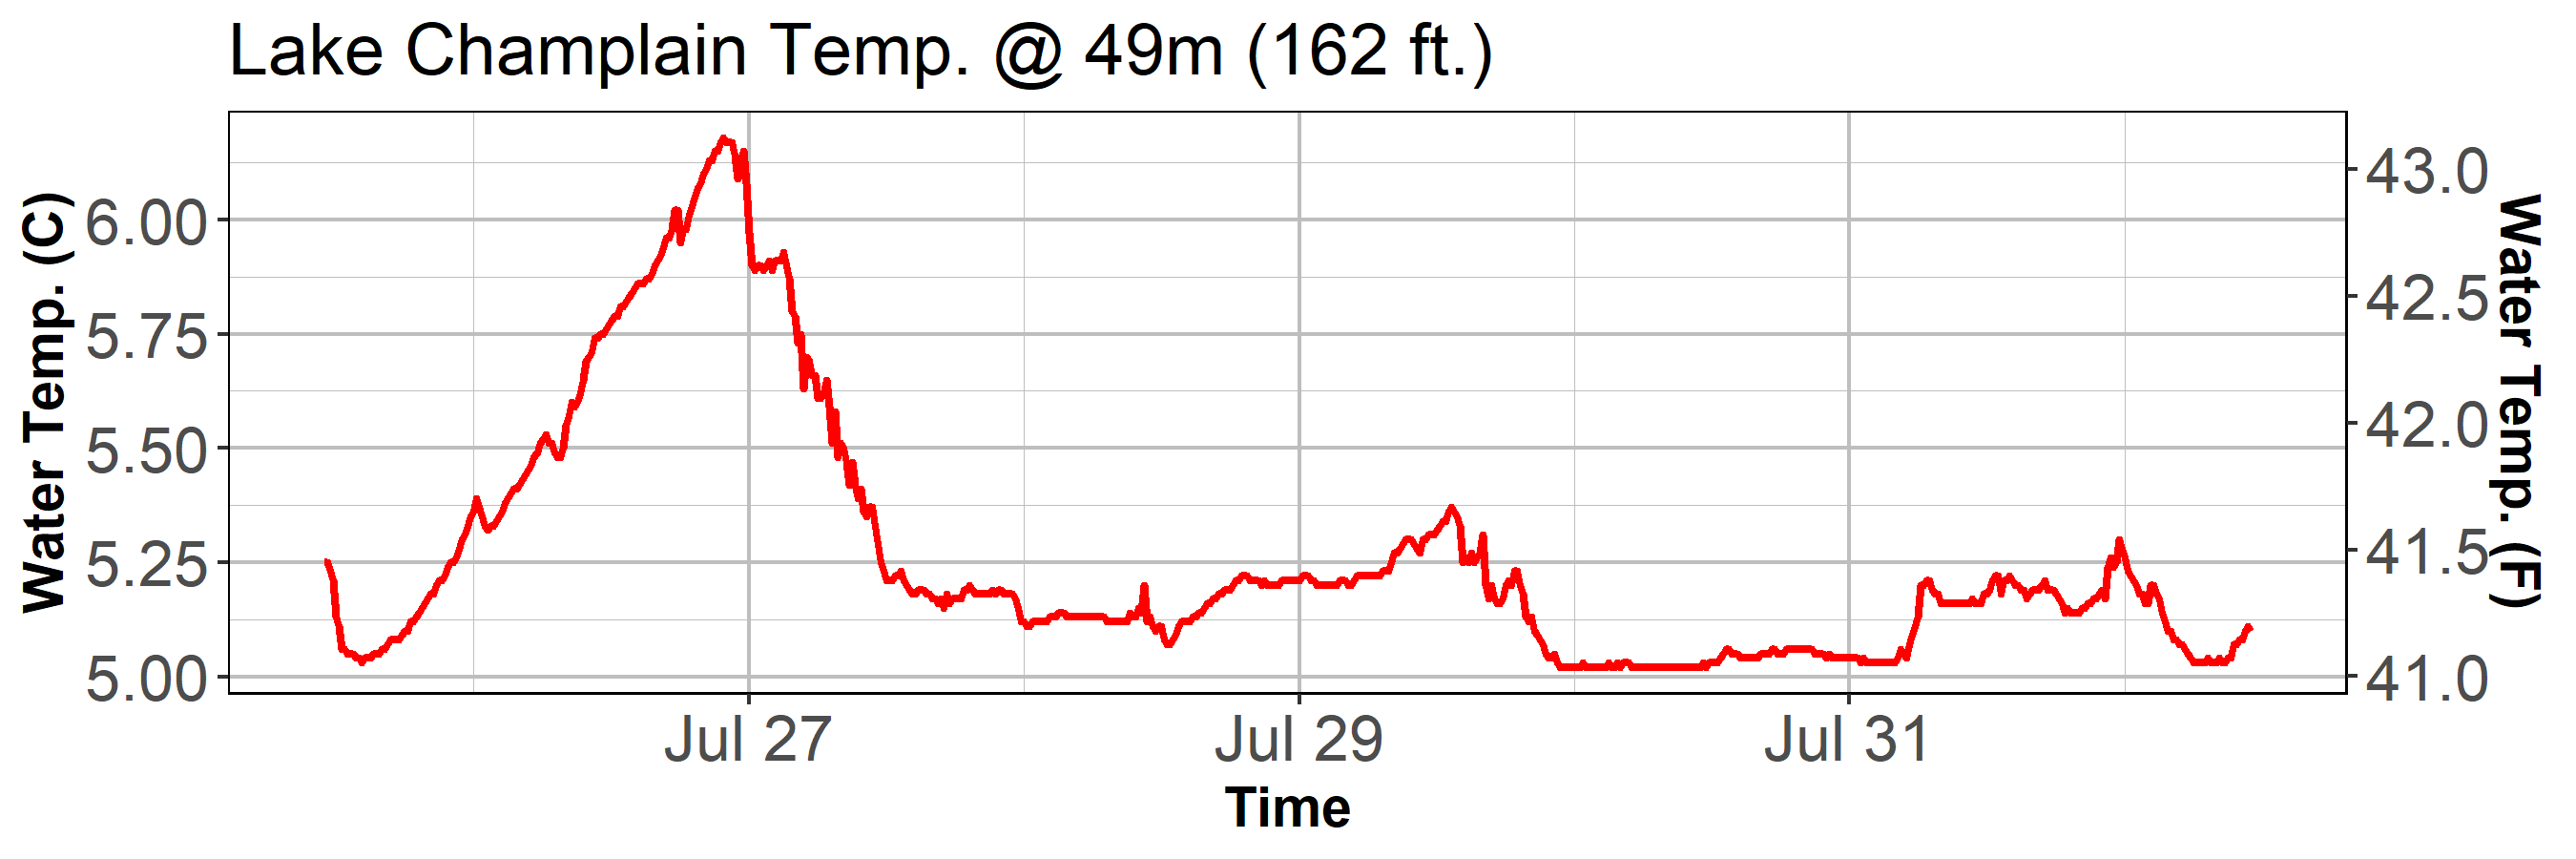 Lake Champlain Temp. @ 49m (162 ft.)
Water Temp. (C)
6.00
5.75
5.50
5.25
5.00
43.0
42.5
42.0
41.5
41.0
Water Temp. (F)
Jul 27
Jul 29
Jul 31
Time